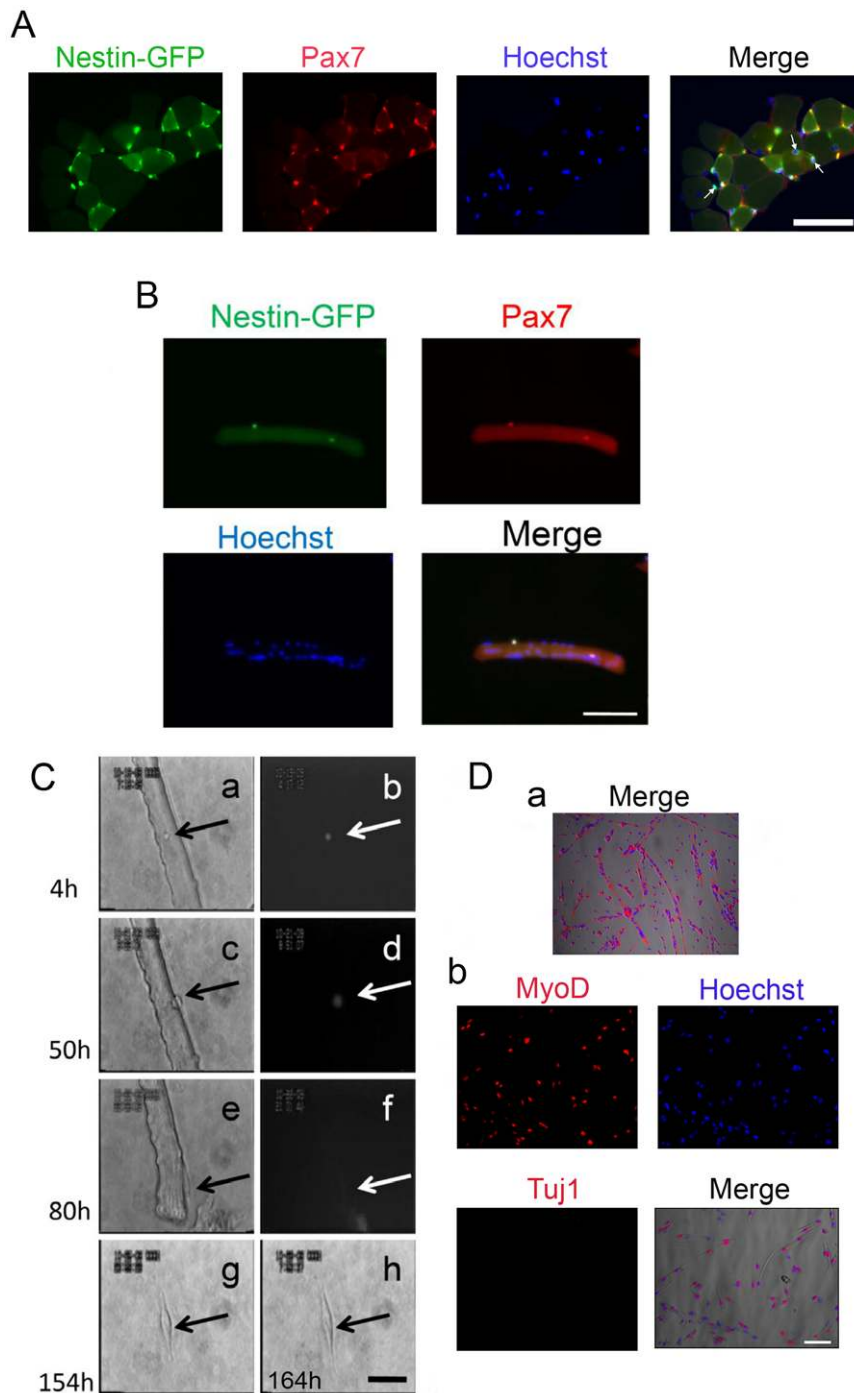 A
Nestin-GFP Pax7 Hoechst Merge
B
Nestin-GFP Pax7
Hoechst Merge
C
a b
4h
c d
50h
e f
80h
g h
154h 164h
D
a Merge
b
MyoD Hoechst
Tuj1 Merge